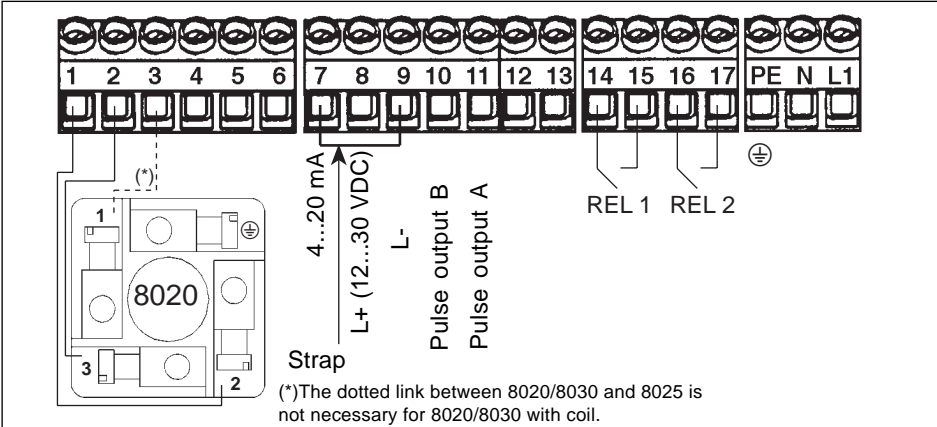 1 2 3 4 5 6 7 8 9 10 11 12 13 14 15 16 17 PE N L1
(*)
REL 1 REL 2
4...20 mA
L+ (12...30 VDC)
L-
Pulse output B
Pulse output A
1
8020
3
2
Strap
(*)The dotted link between 8020/8030 and 8025 is
not necessary for 8020/8030 with coil.